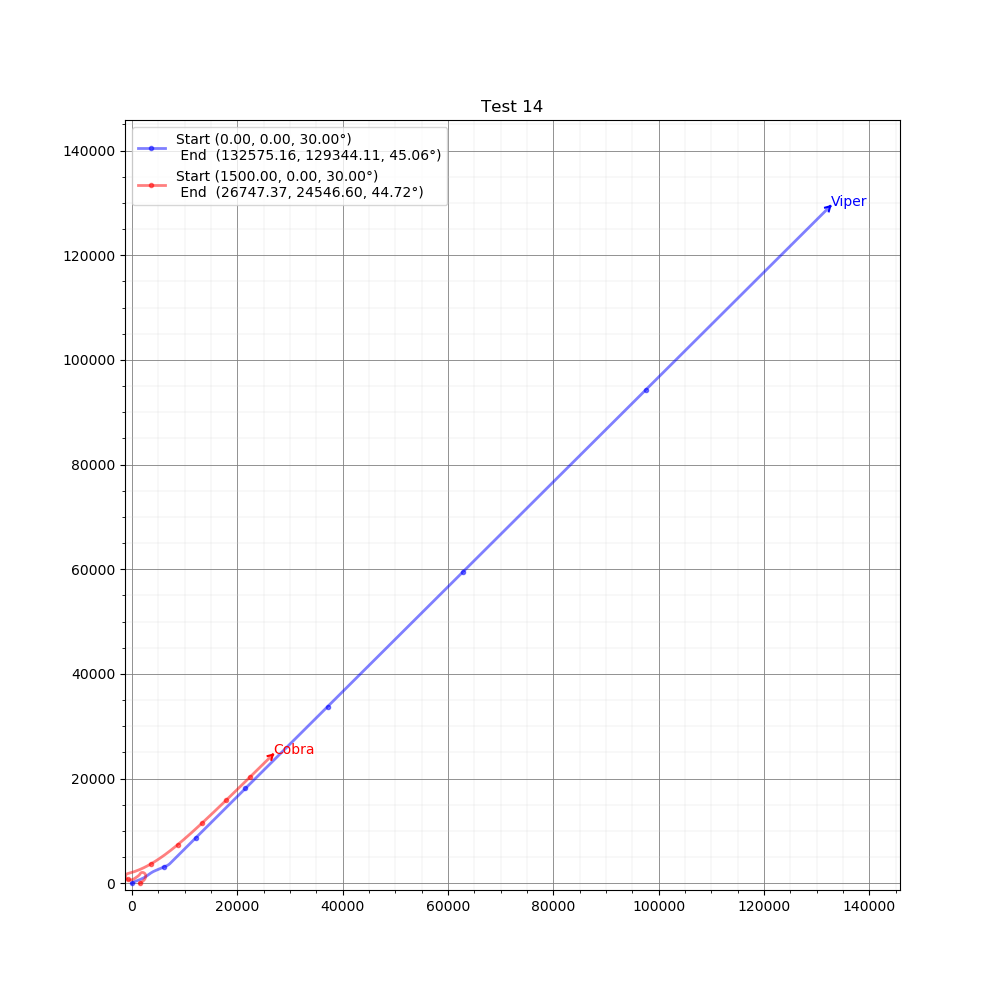 Test 14
Start (0.00, 0.00, 30.00°)
End (132575.16, 129344.11, 45.06°)
Start (1500.00, 0.00, 30.00°)
End (26747.37, 24546.60, 44.72°)
140000
120000
100000
80000
60000
40000
20000
0
Viper
Cobra
0 20000 40000 60000 80000 100000 120000 140000